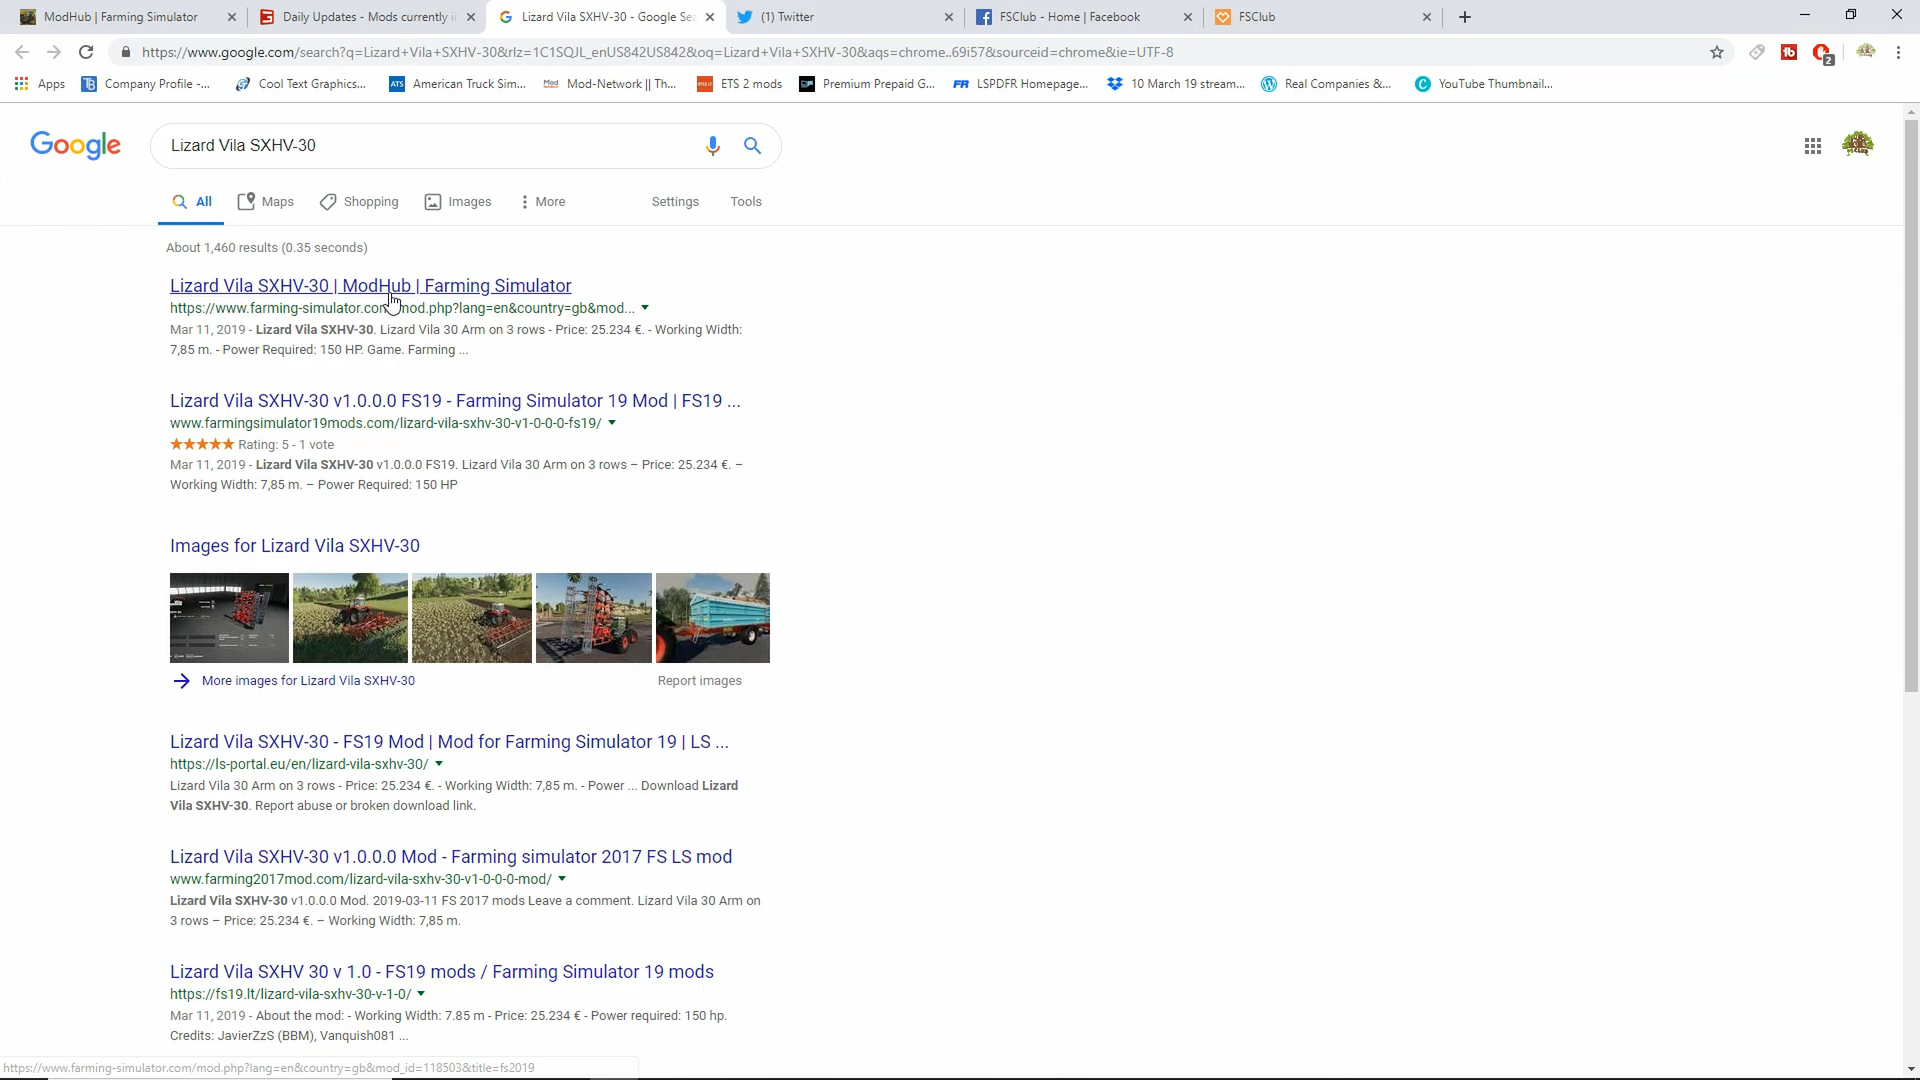 ModHub | Farming Simulator
Daily Updates - Mods currently in
Lizard Vila SXHV-30 - Google Sea
(1) Twitter
FSClub - Home | Facebook
FSClub
https://www.google.com/search?q=Lizard+Vila+SXHV-30&rlz=1C1SQJL_enUS842US842&oq=Lizard+Vila+SXHV-30&aqs=chrome..69i57&sourceid=chrome&ie=UTF-8
2
Apps
Company Profile -...
Cool Text Graphics...
ATS
American Truck Sim...
Mod-Network || Th...
ETS 2 mods
Premium Prepaid G...
FR
LSPDFR Homepage...
10 March 19 stream...
Real Companies &...
YouTube Thumbnail...
Google
Lizard Vila SXHV-30
All
Maps
Shopping
Images
More
Settings
Tools
About 1,460 results (0.35 seconds)
Lizard Vila SXHV-30 | ModHub | Farming Simulator
https://www.farming-simulator.com/mod.php?lang=en&country=gb&mod...
Mar 11, 2019 - Lizard Vila SXHV-30. Lizard Vila 30 Arm on 3 rows - Price: 25.234 €. - Working Width:
7,85 m. - Power Required: 150 HP. Game. Farming ...
Lizard Vila SXHV-30 v1.0.0.0 FS19 - Farming Simulator 19 Mod | FS19 ...
www.farmingsimulator19mods.com/lizard-vila-sxhv-30-v1-0-0-0-fs19/
Rating: 5 - 1 vote
Mar 11, 2019 - Lizard Vila SXHV-30 v1.0.0.0 FS19. Lizard Vila 30 Arm on 3 rows – Price: 25.234 €. –
Working Width: 7,85 m. – Power Required: 150 HP
Images for Lizard Vila SXHV-30
More images for Lizard Vila SXHV-30
Report images
Lizard Vila SXHV-30 - FS19 Mod | Mod for Farming Simulator 19 | LS ...
https://ls-portal.eu/en/lizard-vila-sxhv-30/
Lizard Vila 30 Arm on 3 rows - Price: 25.234 €. - Working Width: 7,85 m. - Power ... Download Lizard
Vila SXHV-30. Report abuse or broken download link.
Lizard Vila SXHV-30 v1.0.0.0 Mod - Farming simulator 2017 FS LS mod
www.farming2017mod.com/lizard-vila-sxhv-30-v1-0-0-0-mod/
Lizard Vila SXHV-30 v1.0.0.0 Mod. 2019-03-11 FS 2017 mods Leave a comment. Lizard Vila 30 Arm on
3 rows – Price: 25.234 €. – Working Width: 7,85 m.
Lizard Vila SXHV 30 v 1.0 - FS19 mods / Farming Simulator 19 mods
https://fs19.lt/lizard-vila-sxhv-30-v-1-0/
Mar 11, 2019 - About the mod: - Working Width: 7.85 m - Price: 25.234 € - Power required: 150 hp.
Credits: JavierZzS (BBM), Vanquish081 ...
https://www.farming-simulator.com/mod.php?lang=en&country=gb&mod_id=118503&title=fs2019